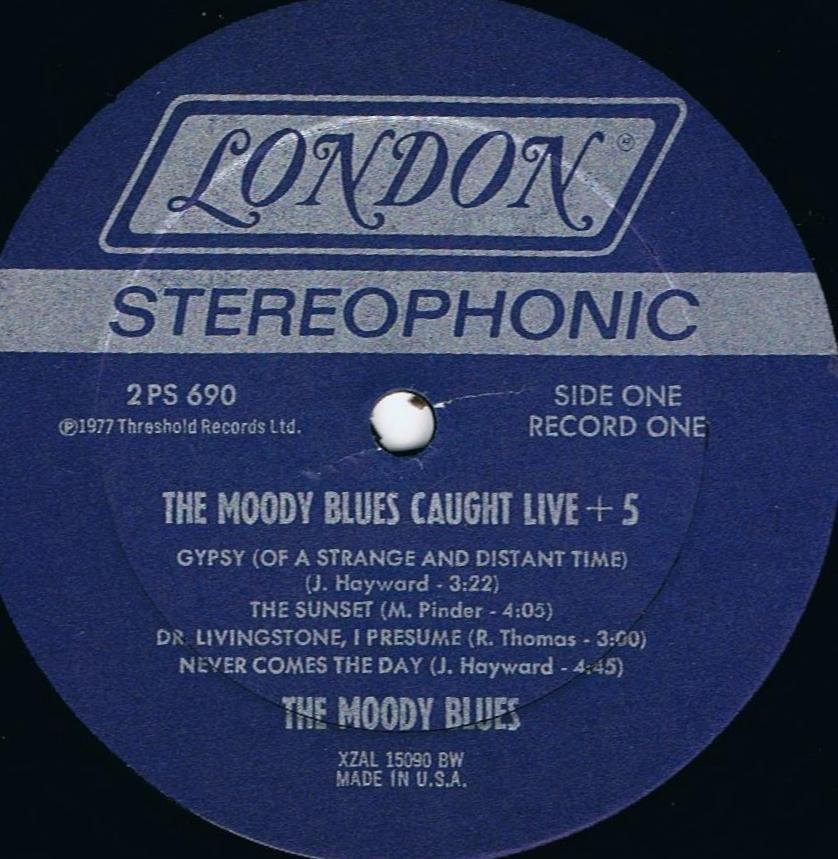 LONDON ®
STEREOPHONIC
2 PS 690
℗1977 Threshold Records Ltd.
SIDE ONE
RECORD ONE
THE MOODY BLUES CAUGHT LIVE + 5
GYPSY (OF A STRANGE AND DISTANT TIME)
(J. Hayward - 3:22)
THE SUNSET (M. Pinder - 4:05)
DR. LIVINGSTONE, I PRESUME (R. Thomas - 3:00)
NEVER COMES THE DAY (J. Hayward - 4:45)
THE MOODY BLUES
XZAL 15090 BW
MADE IN U.S.A.